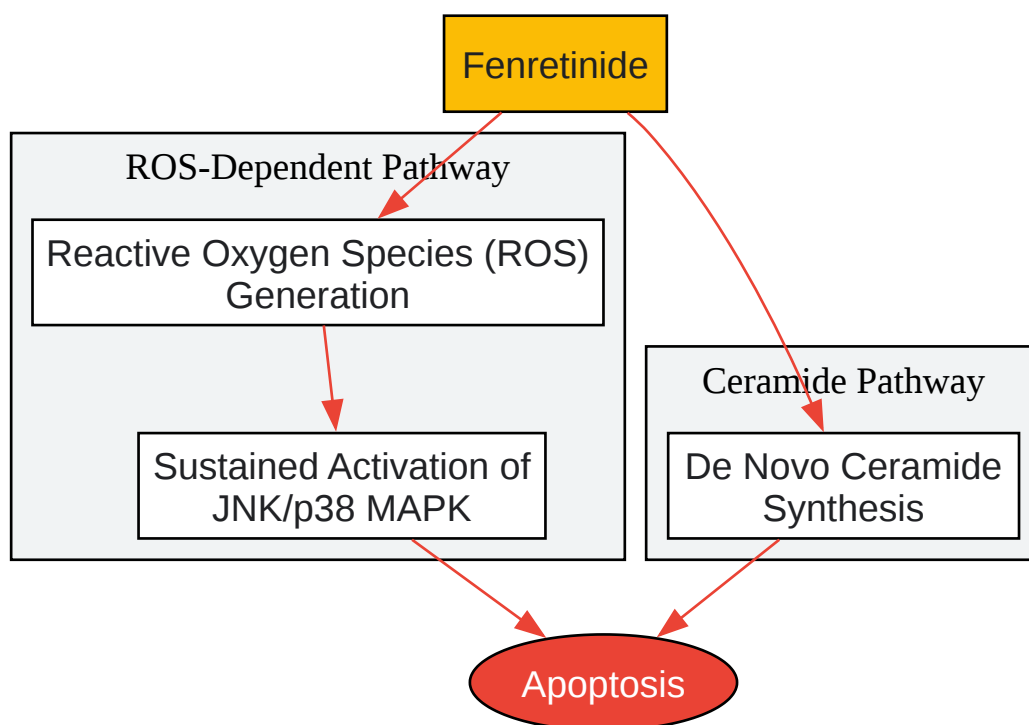 Fenretinide
ROS-Dependent Pathway
Reactive Oxygen Species (ROS)
Generation
Sustained Activation of
JNK/p38 MAPK
Ceramide Pathway
De Novo Ceramide
Synthesis
Apoptosis